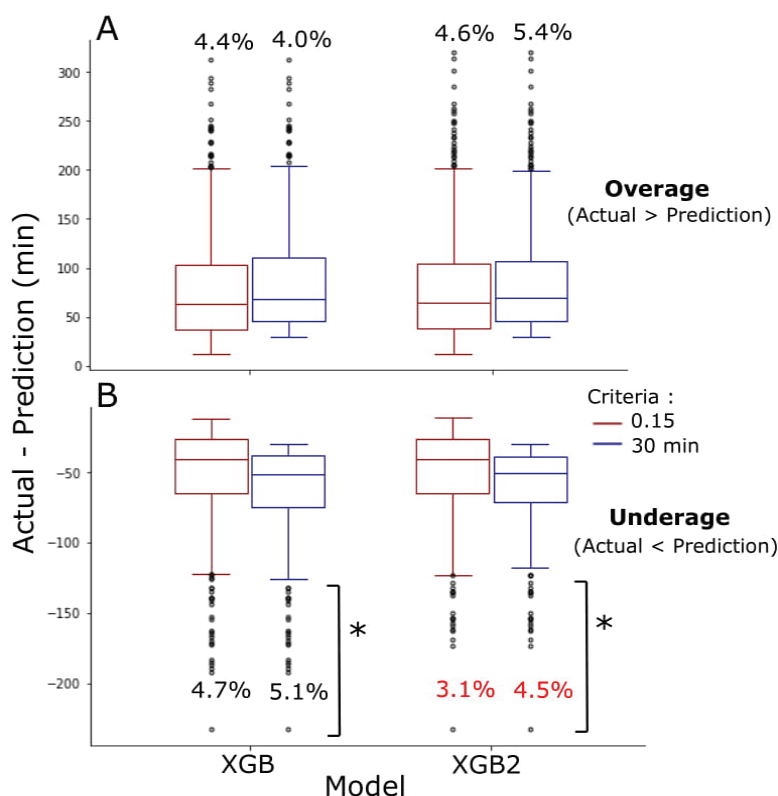 A
4.4% 4.0% 4.6% 5.4%
300
250
200
150
100
50
0
Overage
(Actual > Prediction)
Actual - Prediction (min)
B
Criteria :
0.15
30 min
−50
−100
−150
−200
Underage
(Actual < Prediction)
* *
4.7% 5.1% 3.1% 4.5%
XGB XGB2
Model